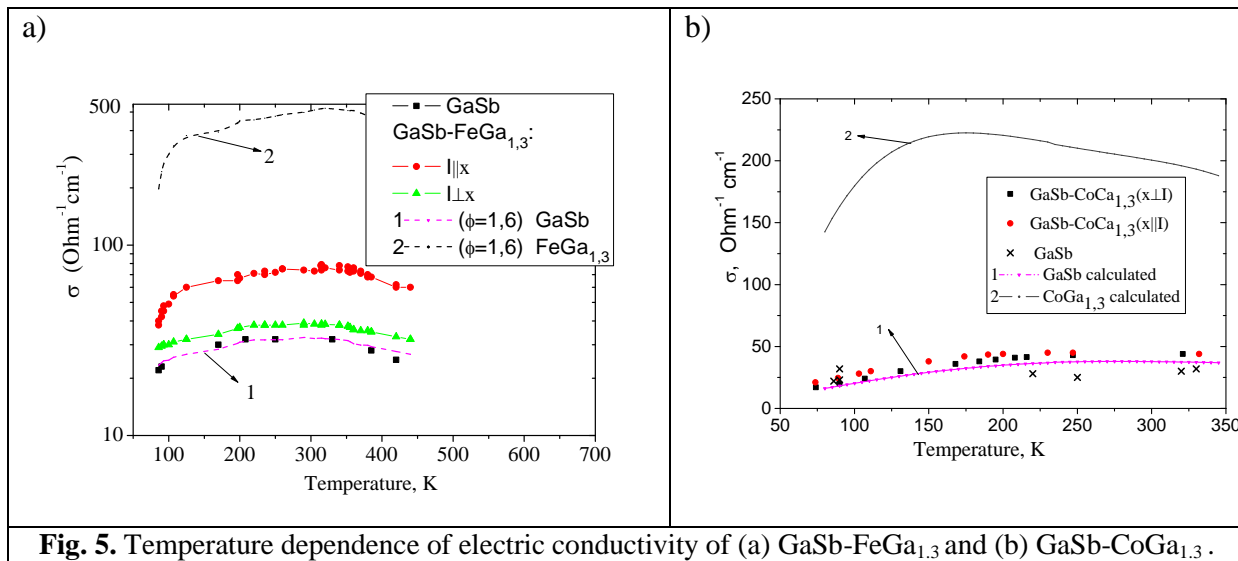 a)
500
100
10
σ (Ohm⁻¹cm⁻¹)
100 200 300 400 500 600 700
Temperature, K
2
1
GaSb
GaSb-FeGa₁,₃:
I||x
I⊥x
1 (ϕ=1,6) GaSb
2 (ϕ=1,6) FeGa₁,₃
b)
250
200
150
100
50
0
σ, Ohm⁻¹ cm⁻¹
50 100 150 200 250 300 350
Temperature, K
2
1
GaSb-CoCa₁,₃(x⊥I)
GaSb-CoCa₁,₃(x||I)
GaSb
1 GaSb calculated
2 CoGa₁,₃ calculated
Fig. 5. Temperature dependence of electric conductivity of (a) GaSb-FeGa₁.₃ and (b) GaSb-CoGa₁.₃ .